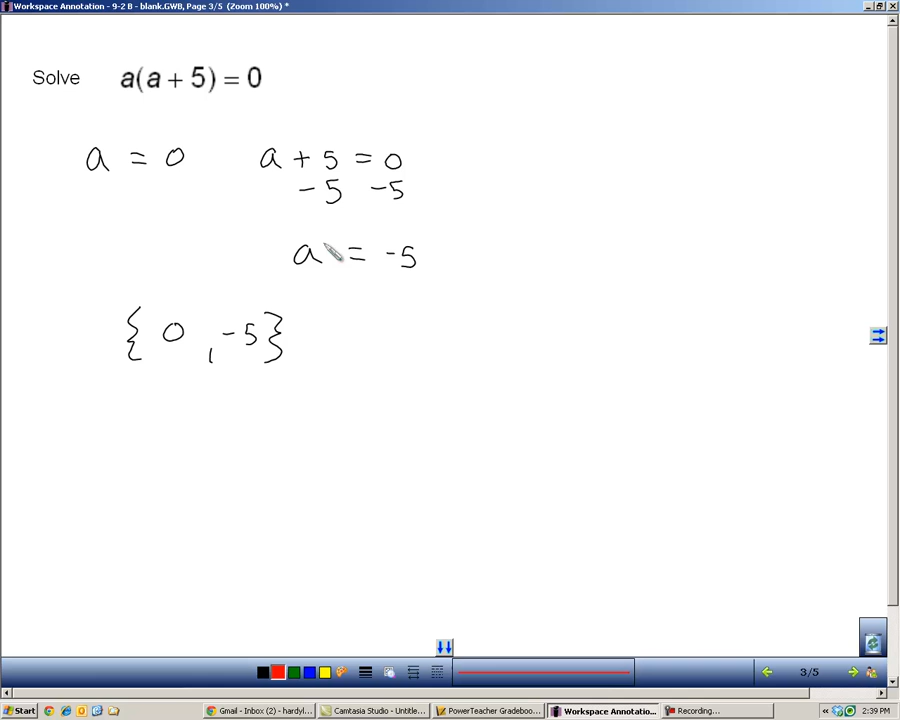 Workspace Annotation - 9-2 B - blank.GWB, Page 3/5 (Zoom 100%) *
Solve a(a + 5) = 0
a = 0 a + 5 = 0
- 5 - 5
a = - 5
{ 0 , - 5 }
3/5
Start Gmail - Inbox (2) - hardyl... Camtasia Studio - Untitle... PowerTeacher Gradeboo... Workspace Annotation... Recording... 2:39 PM